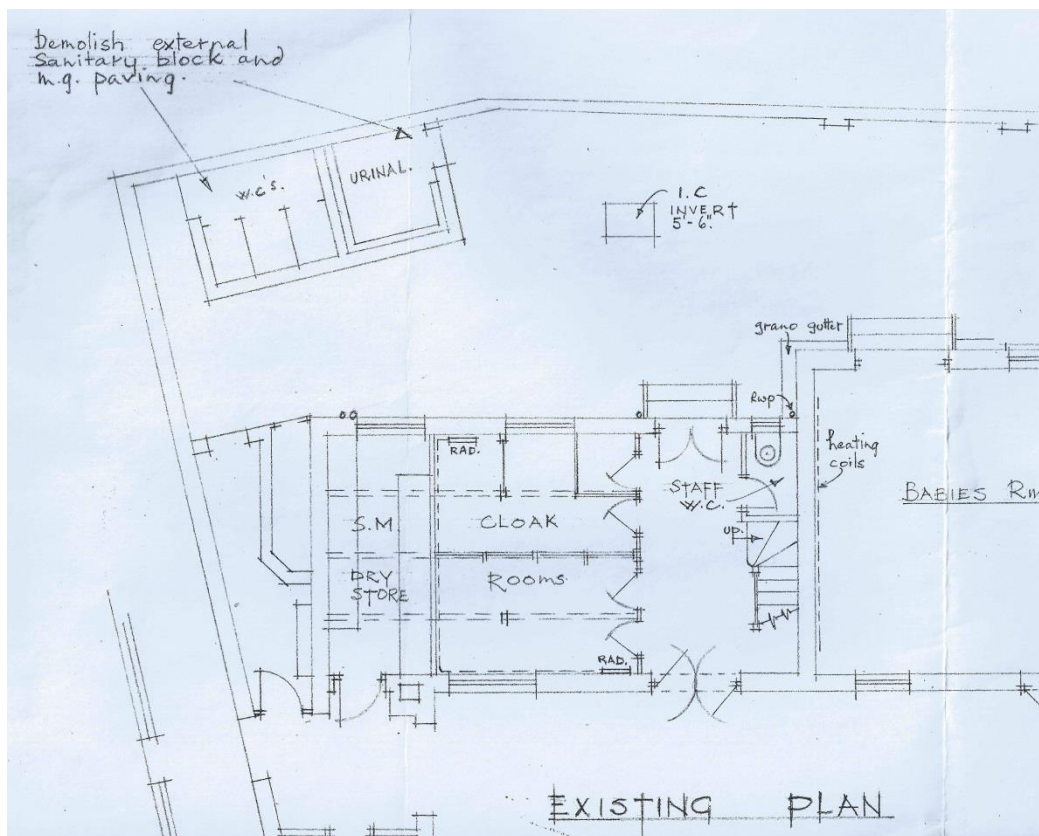 Demolish external
Sanitary block and
m.g. paving.
W.C's.
URINAL.
I.C
INVERT
5'-6"
grano gutter
Rwp
heating
coils
RAD.
STAFF
W.C.
BABIES RM
S.M
CLOAK
UP.
DRY
STORE
ROOMS
RAD.
EXISTING PLAN